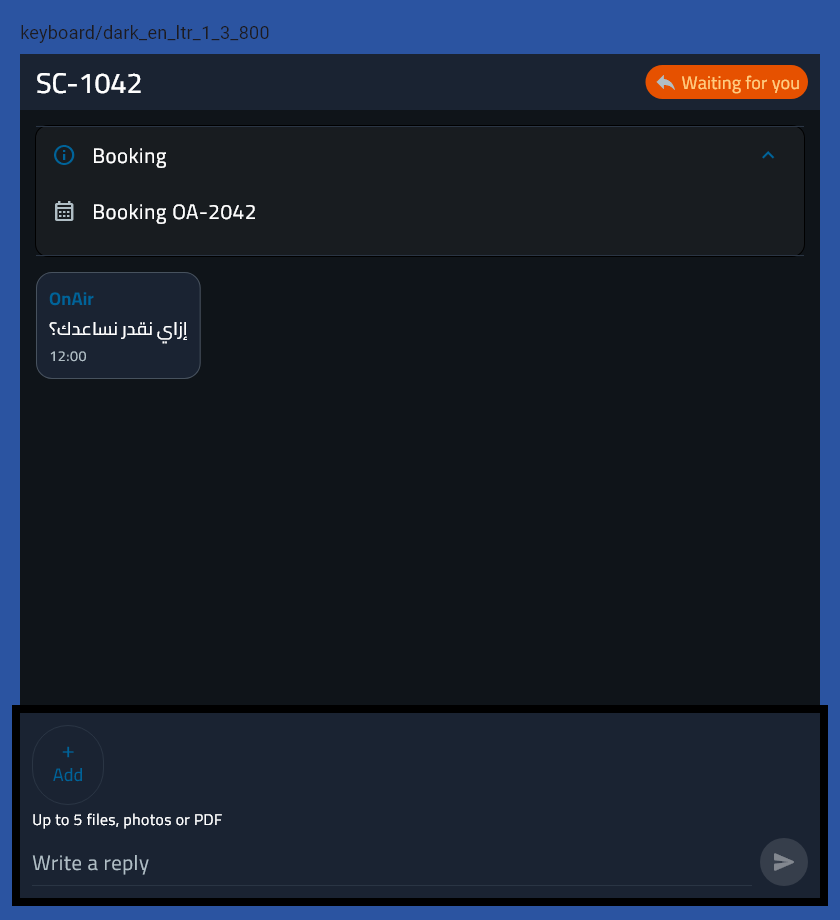 keyboard/dark_en_ltr_1_3_800
SC-1042
Waiting for you
Booking
Booking OA-2042
OnAir
إزاي نقدر نساعدك؟
12:00
+
Add
Up to 5 files, photos or PDF
Write a reply